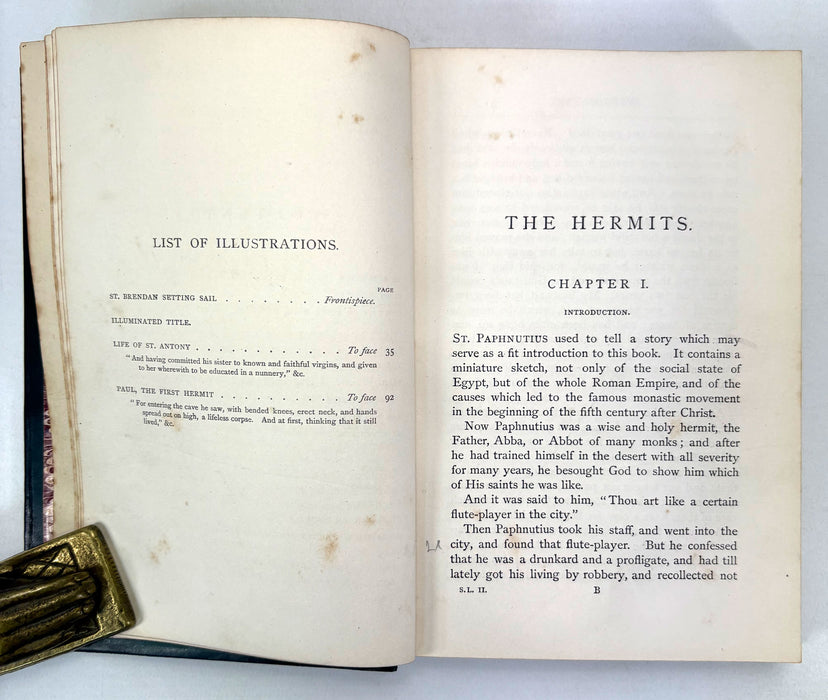 LIST OF ILLUSTRATIONS.
PAGE
ST. BRENDAN SETTING SAIL . . . . . . . . Frontispiece.
ILLUMINATED TITLE.
LIFE OF ST. ANTONY . . . . . . . . . . . . To face 35
"And having committed his sister to known and faithful virgins, and given
to her wherewith to be educated in a nunnery," &c.
PAUL, THE FIRST HERMIT . . . . . . . . . . To face 92
"For entering the cave he saw, with bended knees, erect neck, and hands
spread out on high, a lifeless corpse. And at first, thinking that it still
lived," &c.
THE HERMITS.
CHAPTER I.
INTRODUCTION.
ST. PAPHNUTIUS used to tell a story which may
serve as a fit introduction to this book. It contains a
miniature sketch, not only of the social state of
Egypt, but of the whole Roman Empire, and of the
causes which led to the famous monastic movement
in the beginning of the fifth century after Christ.
Now Paphnutius was a wise and holy hermit, the
Father, Abba, or Abbot of many monks; and after
he had trained himself in the desert with all severity
for many years, he besought God to show him which
of His saints he was like.
And it was said to him, "Thou art like a certain
flute-player in the city."
Then Paphnutius took his staff, and went into the
city, and found that flute-player. But he confessed
that he was a drunkard and a profligate, and had till
lately got his living by robbery, and recollected not
S.L. II. B